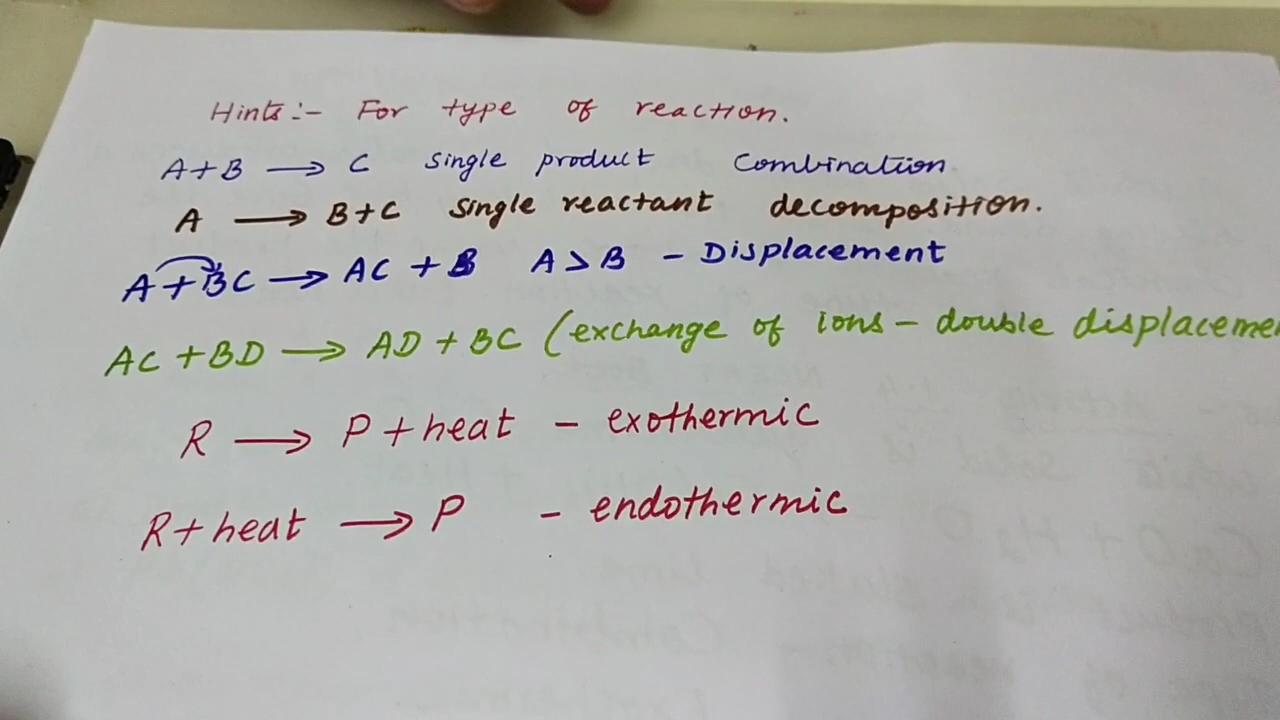 Hints:- For type of reaction.
A+B → C single product Combination.
A → B+C single reactant decomposition.
A+BC → AC + B A>B - Displacement
AC + BD → AD + BC (exchange of ions - double displaceme
R → P + heat - exothermic
R + heat → P - endothermic